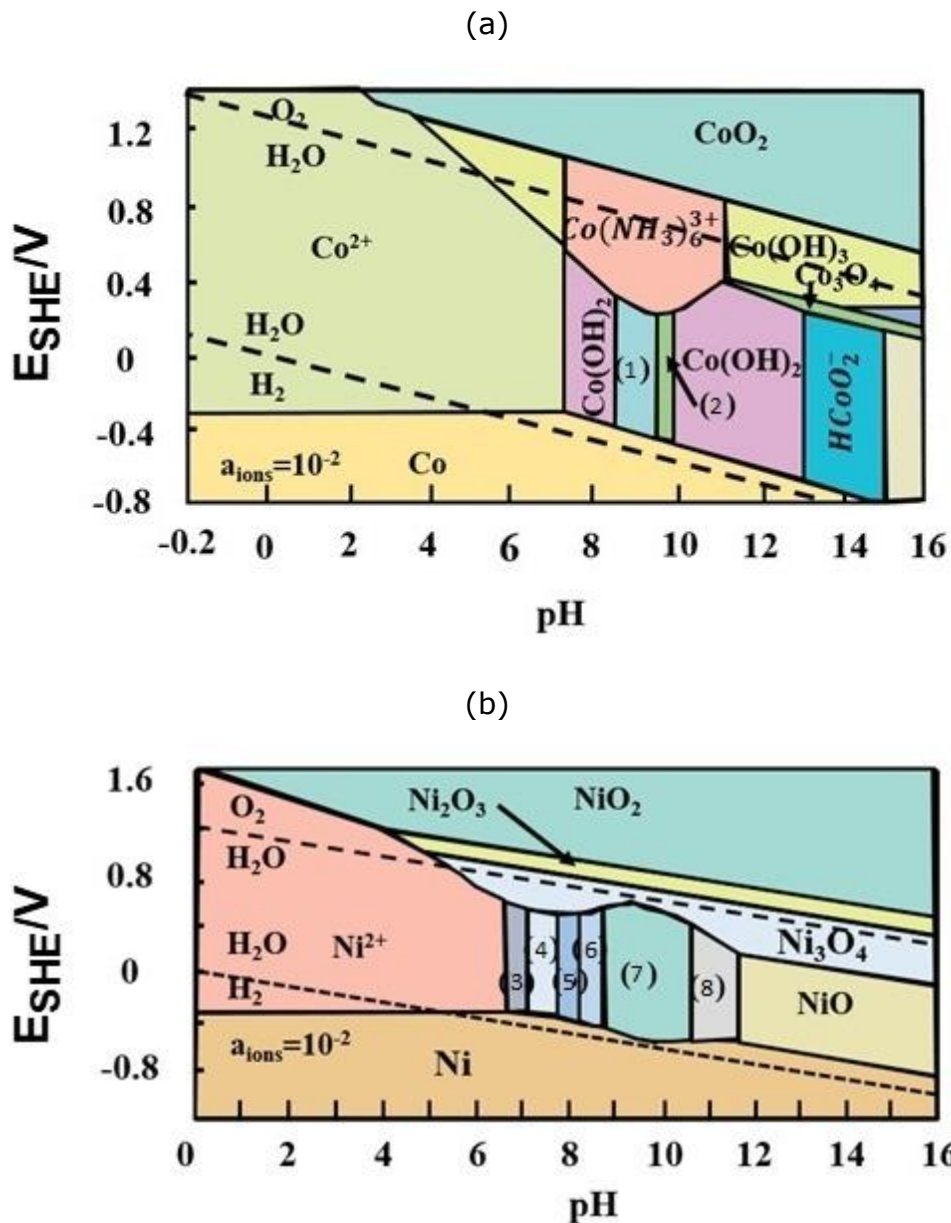 (a)
1.2
O₂
H₂O
CoO₂
0.8
Co(NH₃)₆³⁺
Co²⁺
Co(OH)₃
Co₃O₄
0.4
H₂O
0
H₂
Co(OH)₂
(1)
Co(OH)₂
(2)
HCoO₂⁻
-0.4
a_ions=10⁻²
Co
-0.8
E_SHE/V
-0.2 0 2 4 6 8 10 12 14 16
pH
(b)
1.6
O₂
Ni₂O₃
NiO₂
H₂O
0.8
H₂O
Ni²⁺
(3)
(4)
(5)
(6)
(7)
(8)
Ni₃O₄
0
H₂
NiO
a_ions=10⁻²
Ni
-0.8
E_SHE/V
0 2 4 6 8 10 12 14 16
pH